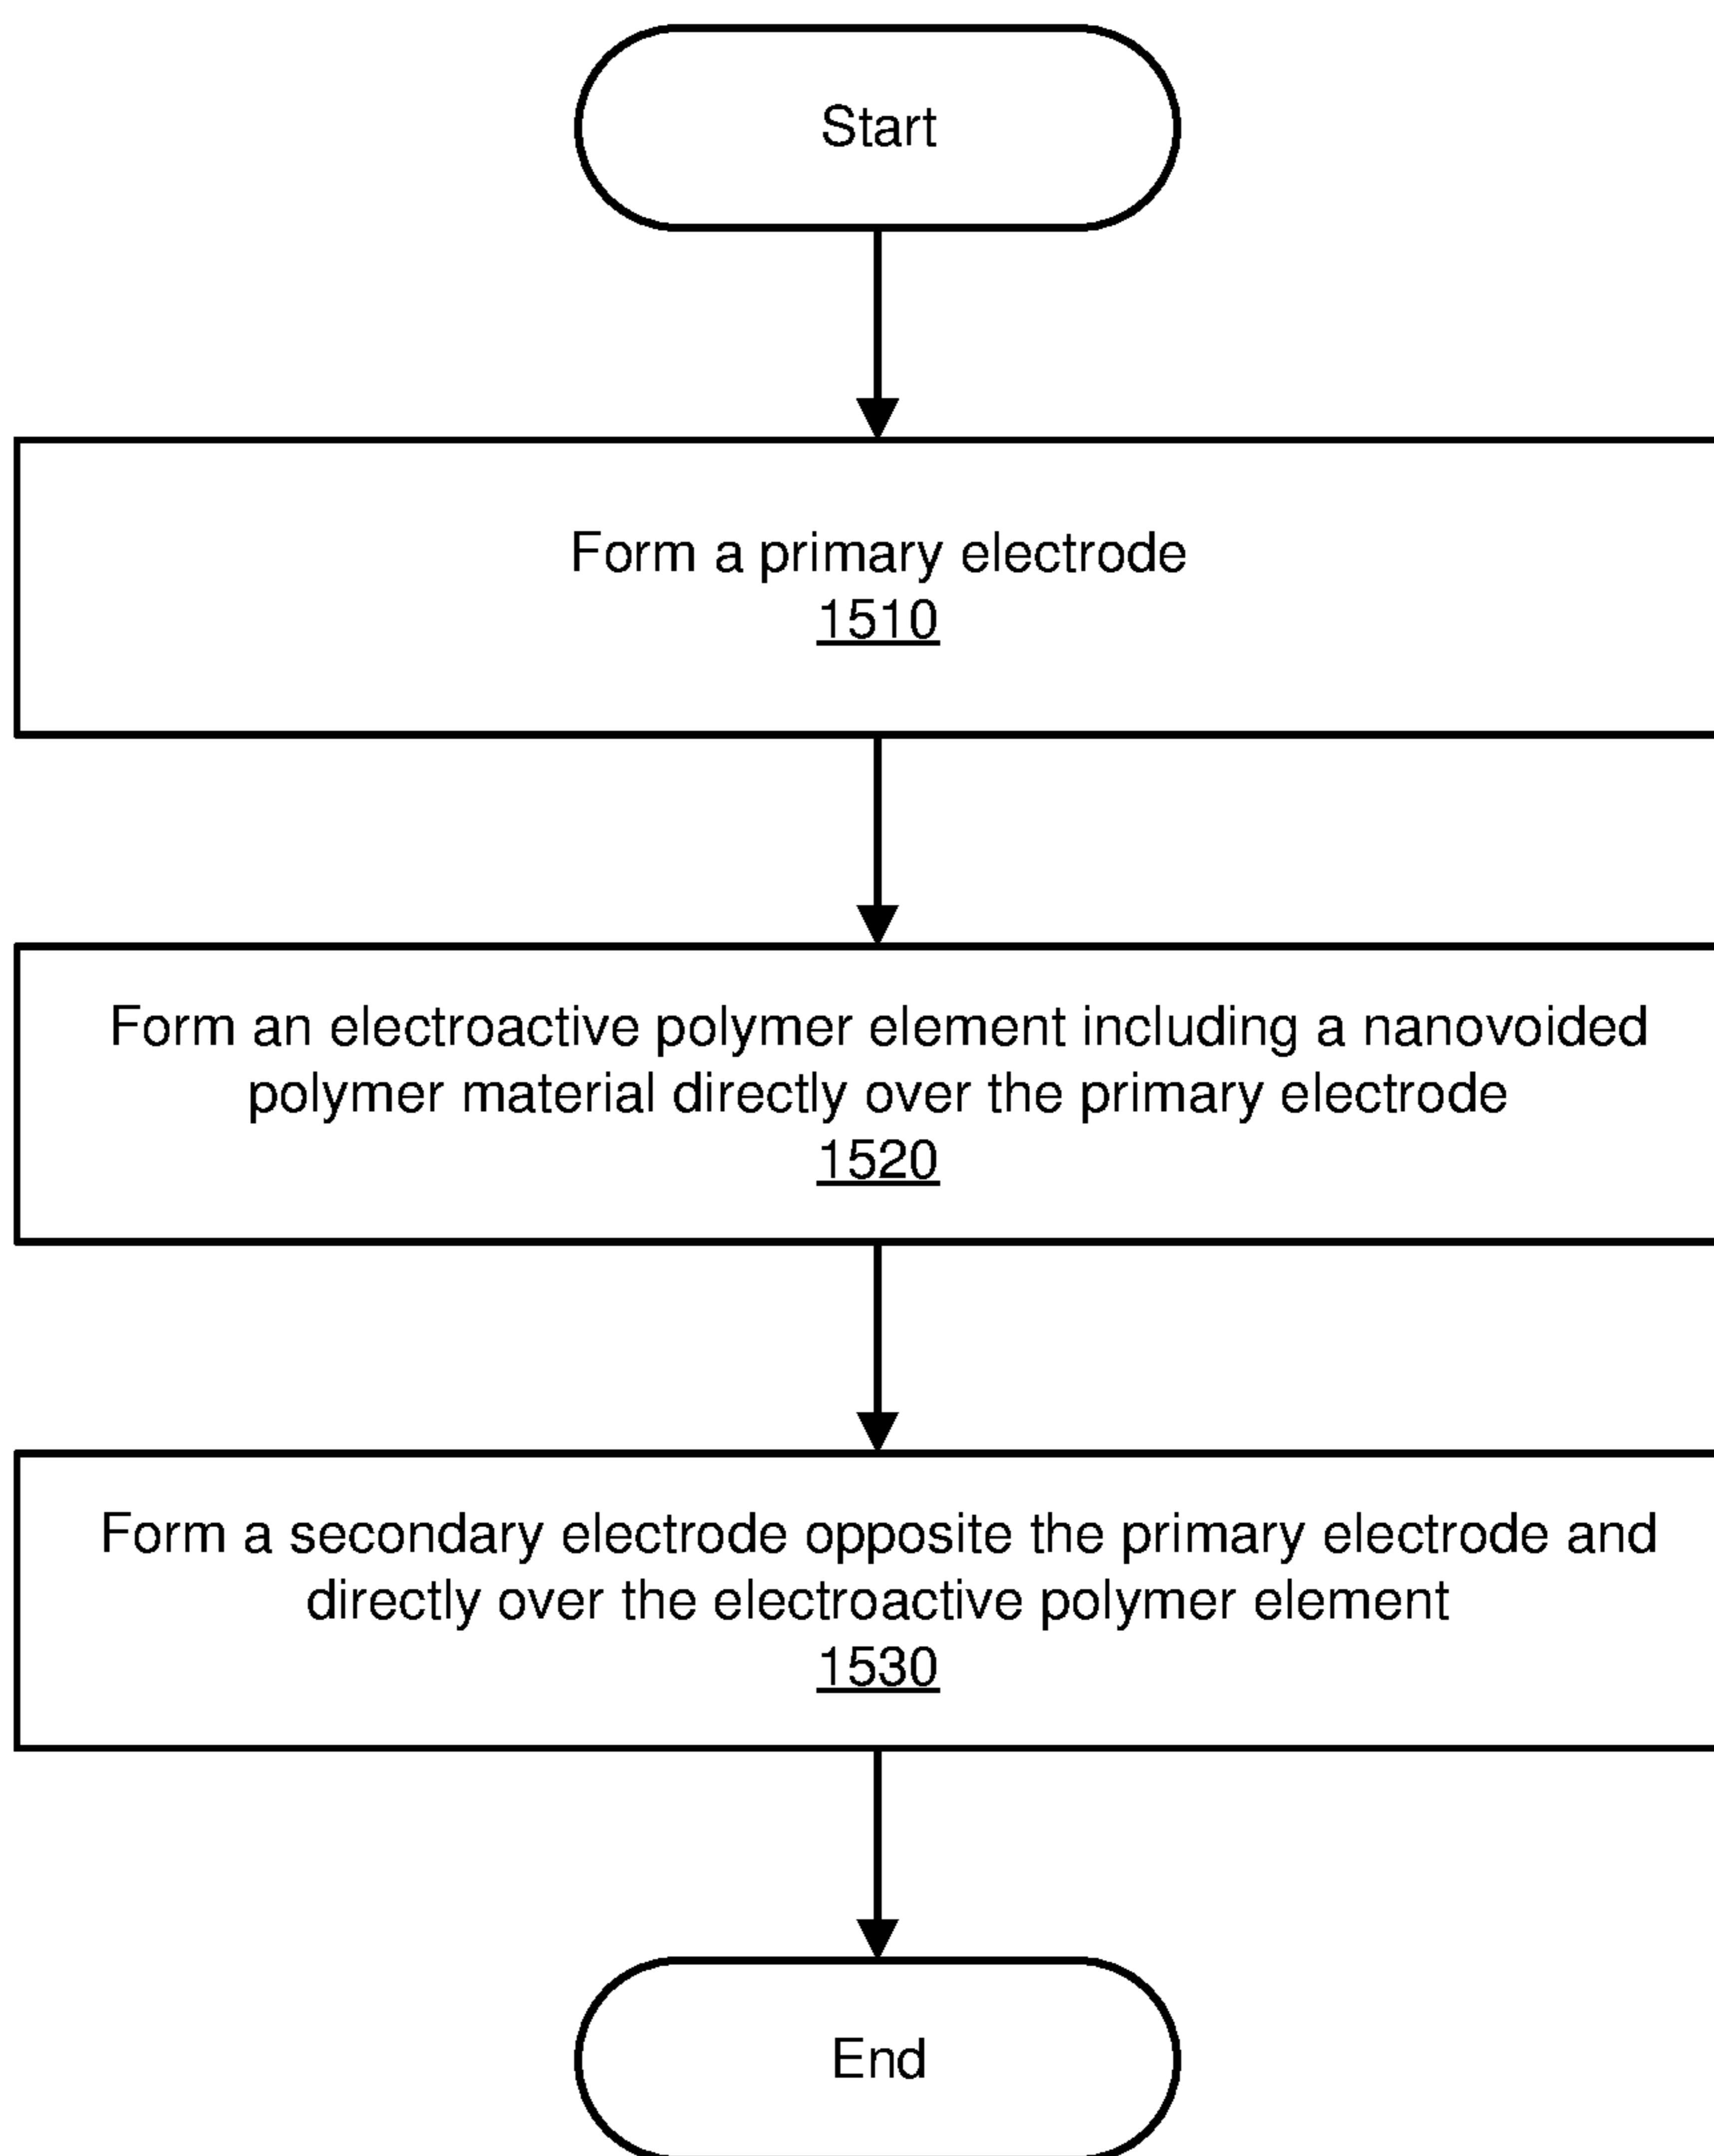 Start
Form a primary electrode
1510
Form an electroactive polymer element including a nanovoided
polymer material directly over the primary electrode
1520
Form a secondary electrode opposite the primary electrode and
directly over the electroactive polymer element
1530
End